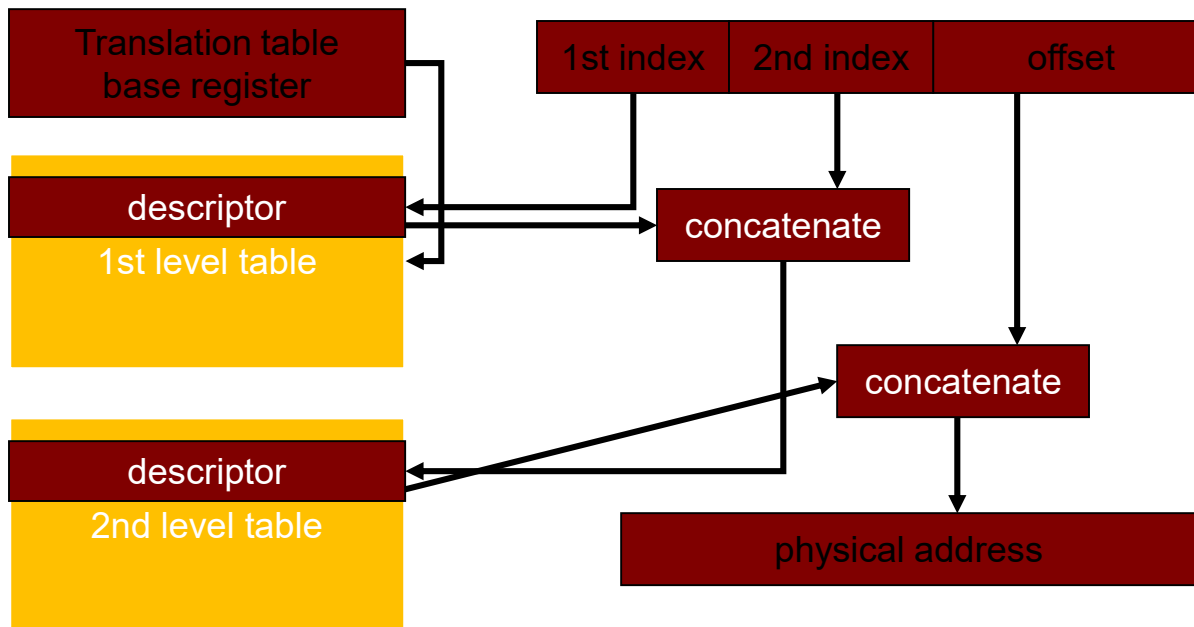 Translation table
base register
1st index
2nd index
offset
descriptor
1st level table
concatenate
concatenate
descriptor
2nd level table
physical address